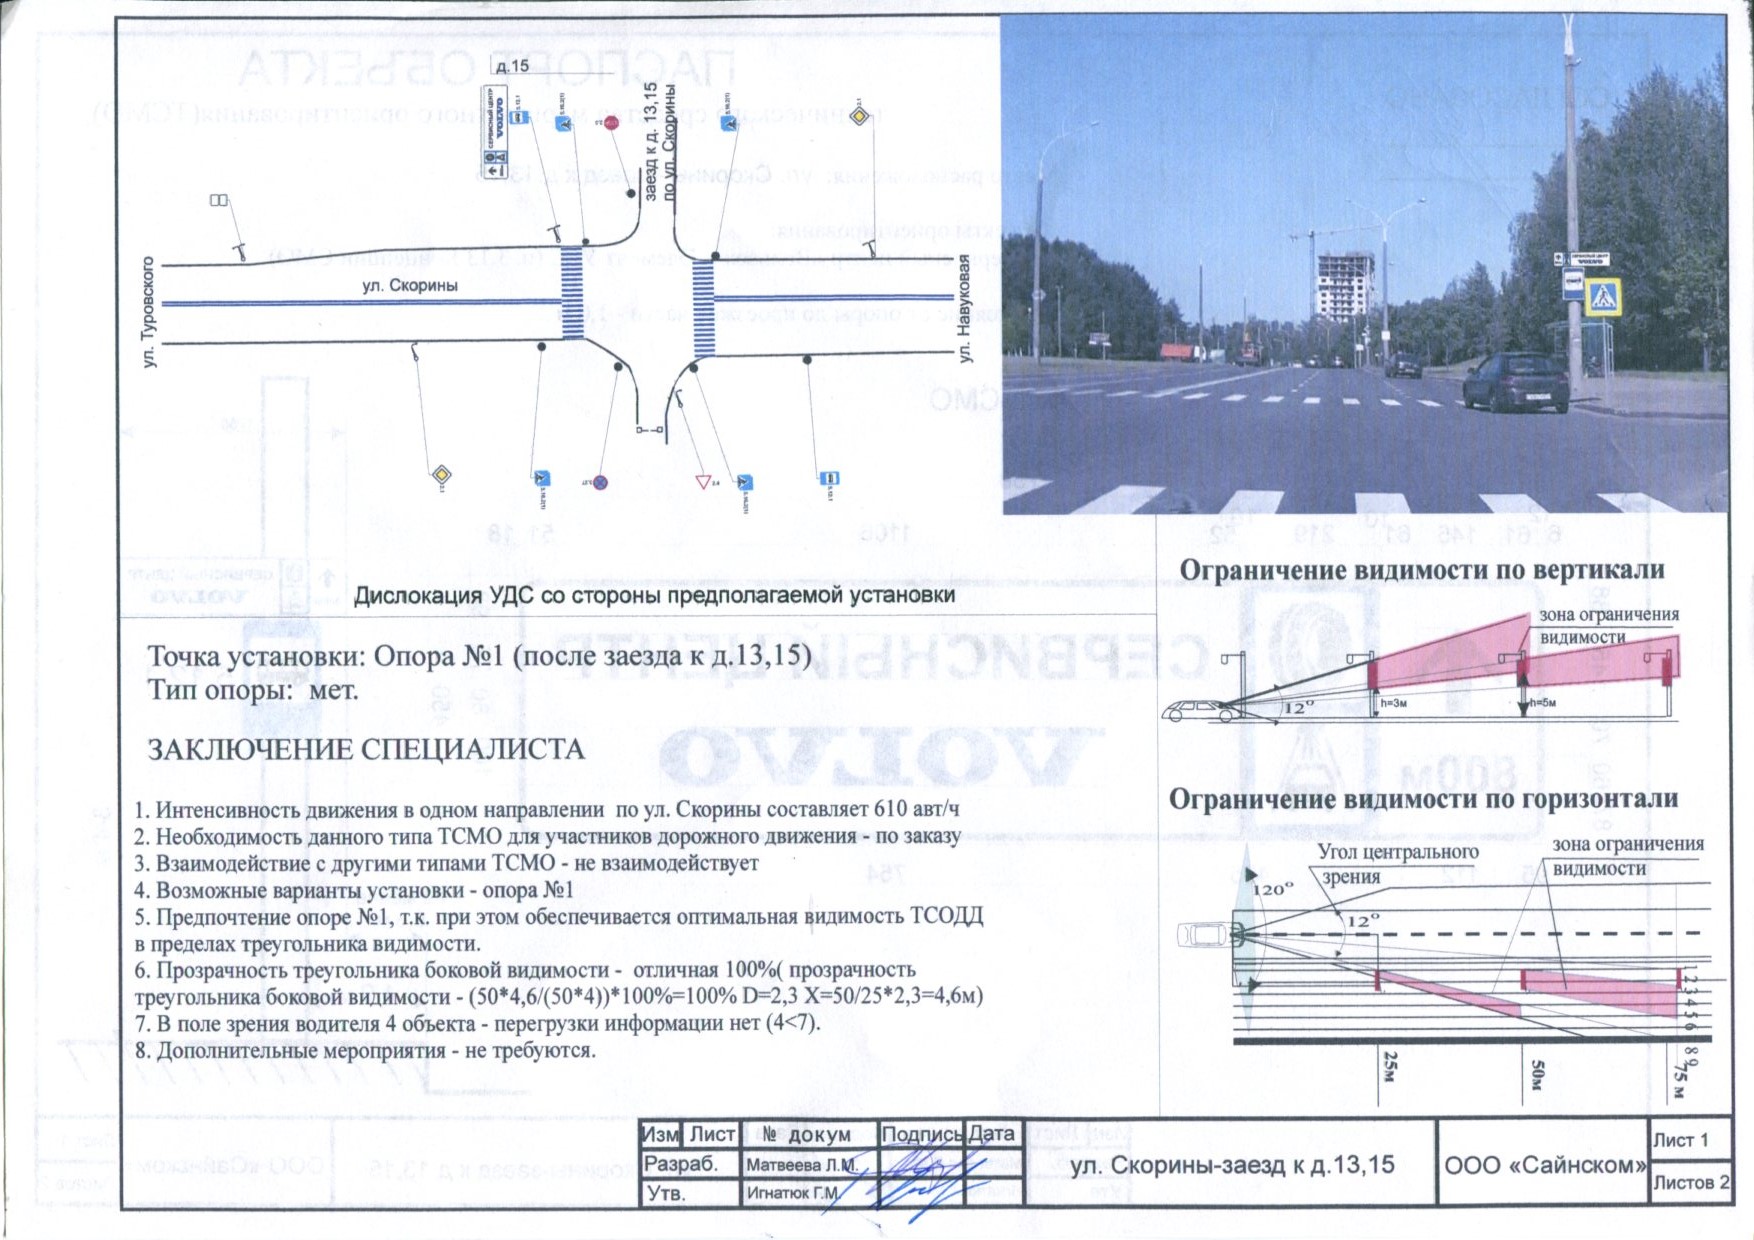 д.15
СЕРВИСНЫЙ ЦЕНТР
VOLVO
заезд к д. 13,15
по ул. Скорины
ул. Туровского
ул. Скорины
ул. Навуковая
Дислокация УДС со стороны предполагаемой установки
Точка установки: Опора №1 (после заезда к д.13,15)
Тип опоры: мет.
ЗАКЛЮЧЕНИЕ СПЕЦИАЛИСТА
1. Интенсивность движения в одном направлении по ул. Скорины составляет 610 авт/ч
2. Необходимость данного типа ТСМО для участников дорожного движения - по заказу
3. Взаимодействие с другими типами ТСМО - не взаимодействует
4. Возможные варианты установки - опора №1
5. Предпочтение опоре №1, т.к. при этом обеспечивается оптимальная видимость ТСОДД
в пределах треугольника видимости.
6. Прозрачность треугольника боковой видимости - отличная 100%( прозрачность
треугольника боковой видимости - (50*4,6/(50*4))*100%=100% D=2,3 X=50/25*2,3=4,6м)
7. В поле зрения водителя 4 объекта - перегрузки информации нет (4<7).
8. Дополнительные мероприятия - не требуются.
Ограничение видимости по вертикали
зона ограничения
видимости
12°
h=3м
h=5м
Ограничение видимости по горизонтали
Угол центрального
зрения
зона ограничения
видимости
120°
12°
1 2 3 4 5 6
8 9
25м
50м
75 м
Изм Лист № докум Подпись Дата
Разраб. Матвеева Л.М.
Утв. Игнатюк Г.М.
ул. Скорины-заезд к д.13,15
ООО «Сайнском»
Лист 1
Листов 2